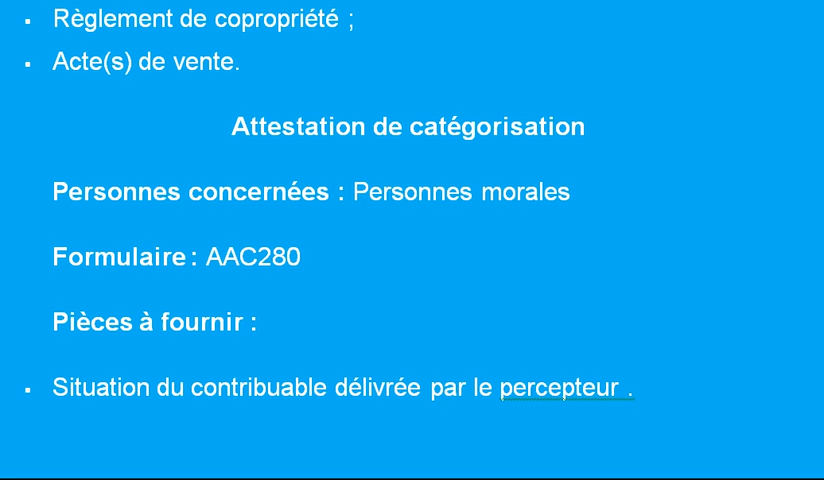 ▪ Règlement de copropriété ;
▪ Acte(s) de vente.
Attestation de catégorisation
Personnes concernées : Personnes morales
Formulaire : AAC280
Pièces à fournir :
▪ Situation du contribuable délivrée par le percepteur .